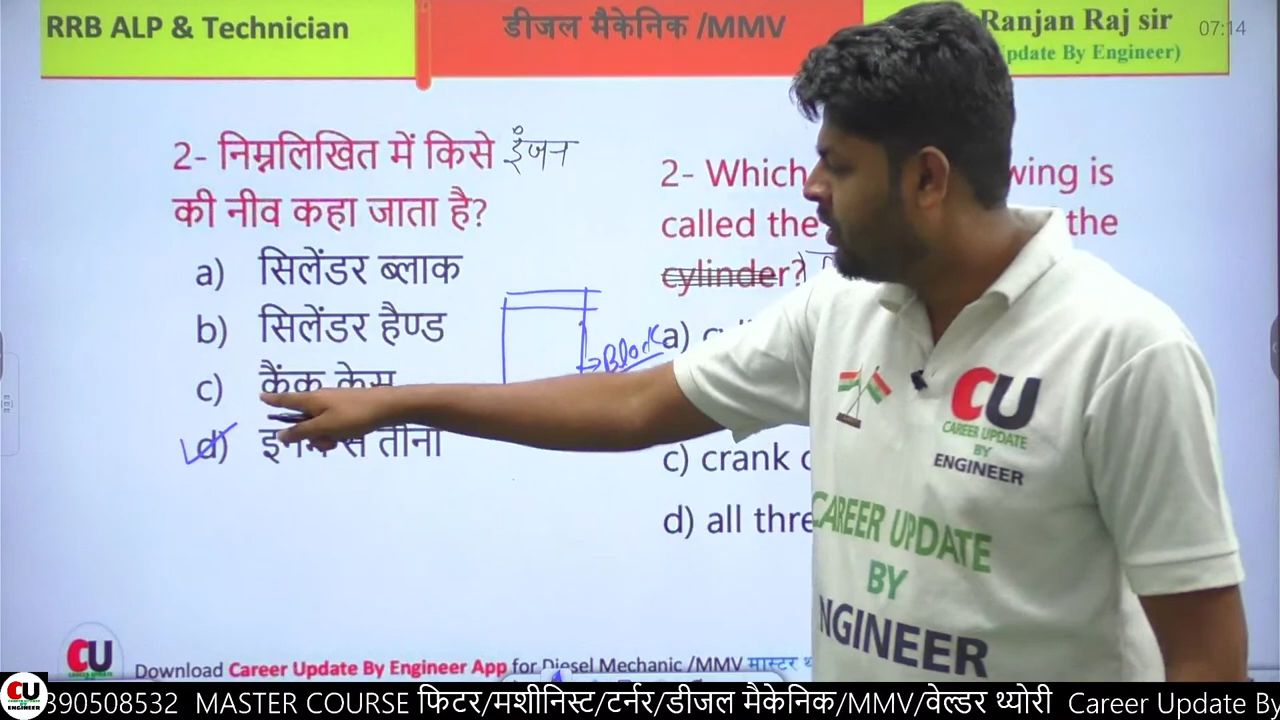 RRB ALP & Technician
डीजल मैकेनिक /MMV
Ranjan Raj sir
pdate By Engineer)
07:14
2- निम्नलिखित में किसे इंजन
की नीव कहा जाता है?
a) सिलेंडर ब्लाक
b) सिलेंडर हैण्ड
c) कैंक केस
d) तीनो
2- Which wing is
called the the
cylinder?
Block
a)
c) crank
d) all thre
CU
CAREER UPDATE
BY
ENGINEER
CAREER UPDATE
BY
NGINEER
CU
Download Career Update By Engineer App for Diesel Mechanic /MMV मास्टर
CU
390508532 MASTER COURSE फिटर/मशीनिस्ट/टर्नर/डीजल मैकेनिक/MMV/वेल्डर थ्योरी Career Update By